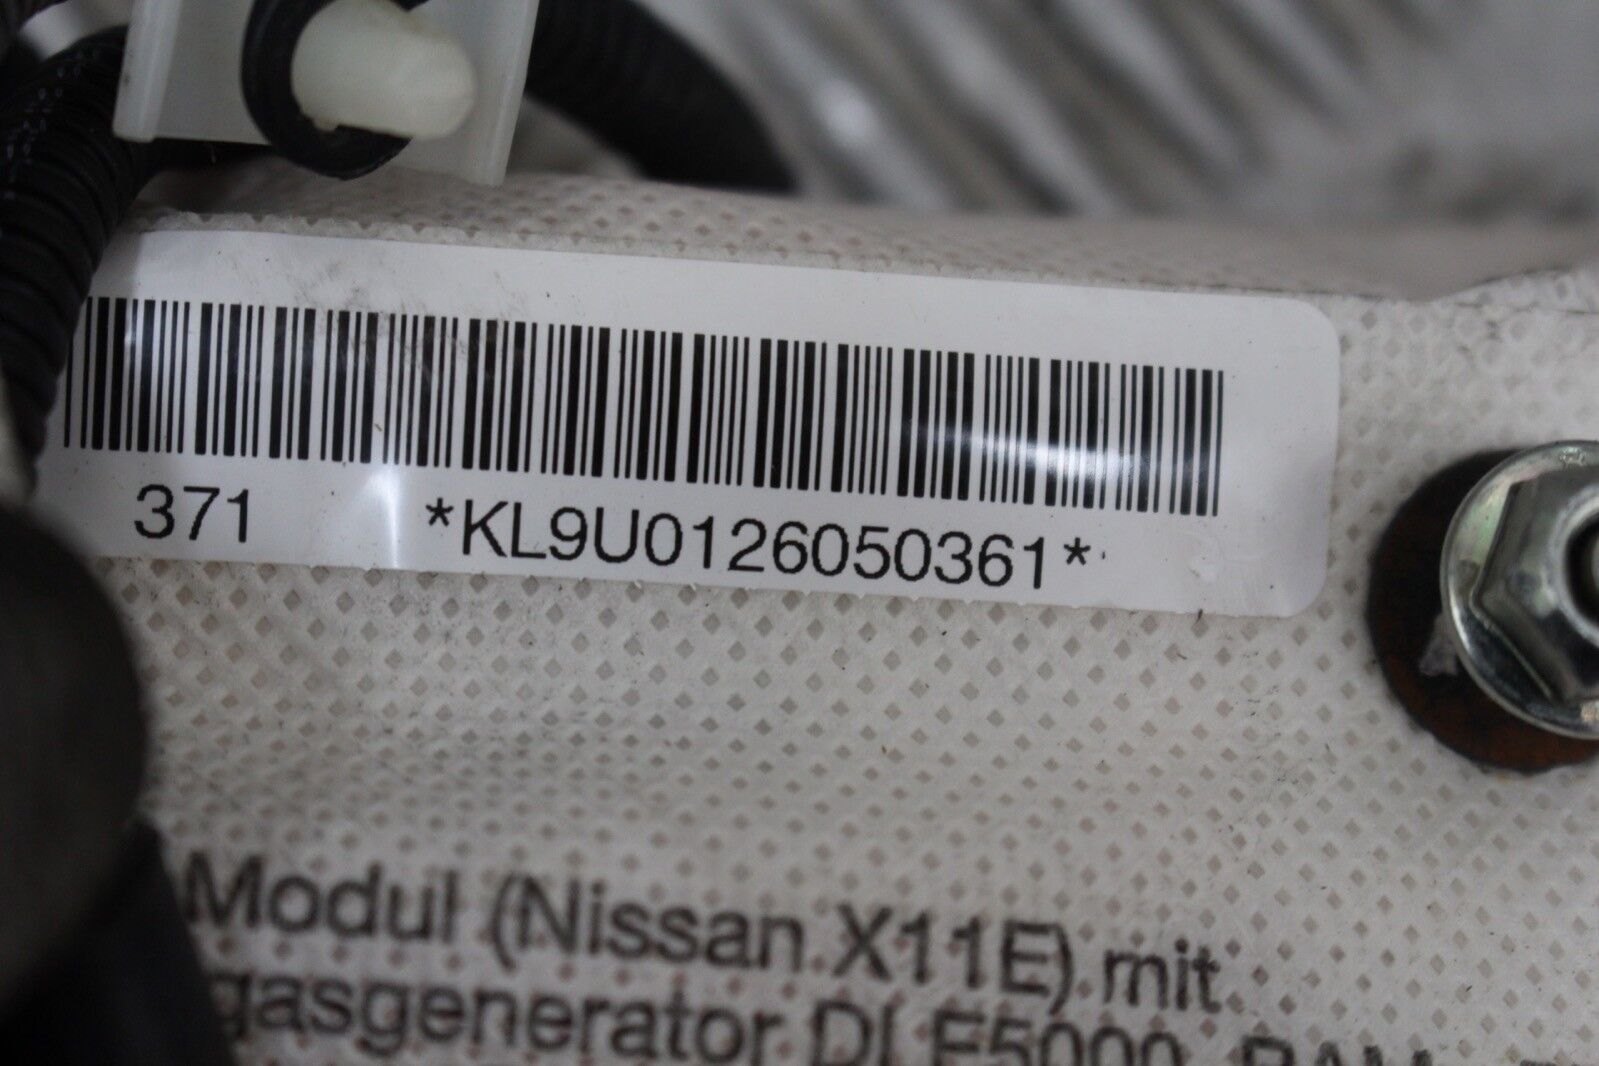 371 *KL9U0126050361*
Modul (Nissan X11E) mit
gasgenerator